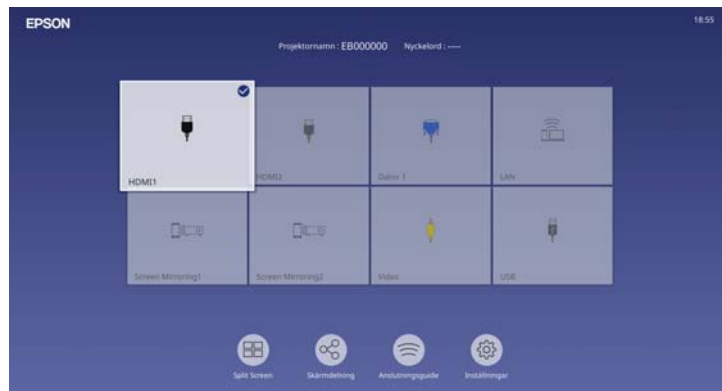 EPSON
18:55
Projektornamn : EB000000 Nyckelord : ----
HDMI1
HDMI2
Dator 1
LAN
Screen Mirroring1
Screen Mirroring2
Video
USB
Split Screen
Skärmdelning
Anslutningsguide
Inställningar